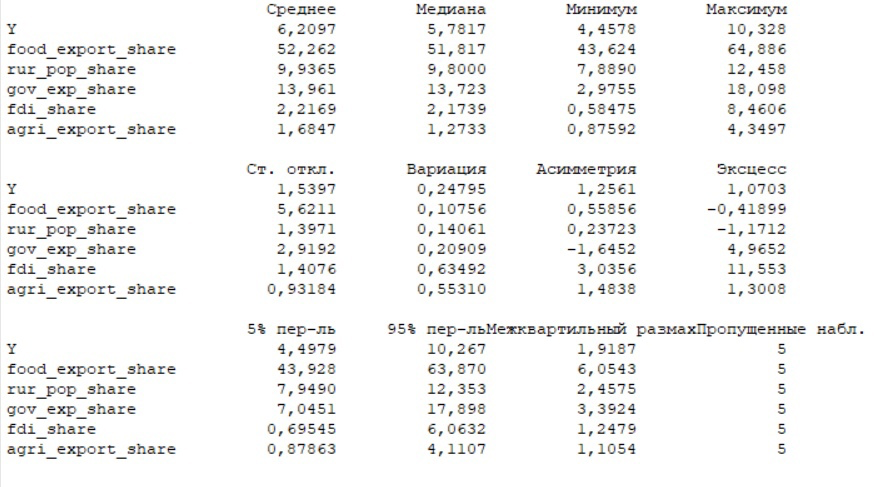 Среднее Медиана Минимум Максимум
Y 6,2097 5,7817 4,4578 10,328
food_export_share 52,262 51,817 43,624 64,886
rur_pop_share 9,9365 9,8000 7,8890 12,458
gov_exp_share 13,961 13,723 2,9755 18,098
fdi_share 2,2169 2,1739 0,58475 8,4606
agri_export_share 1,6847 1,2733 0,87592 4,3497
Ст. откл. Вариация Асимметрия Эксцесс
Y 1,5397 0,24795 1,2561 1,0703
food_export_share 5,6211 0,10756 0,55856 -0,41899
rur_pop_share 1,3971 0,14061 0,23723 -1,1712
gov_exp_share 2,9192 0,20909 -1,6452 4,9652
fdi_share 1,4076 0,63492 3,0356 11,553
agri_export_share 0,93184 0,55310 1,4838 1,3008
5% пер-ль 95% пер-льМежквартильный размахПропущенные набл.
Y 4,4979 10,267 1,9187 5
food_export_share 43,928 63,870 6,0543 5
rur_pop_share 7,9490 12,353 2,4575 5
gov_exp_share 7,0451 17,898 3,3924 5
fdi_share 0,69545 6,0632 1,2479 5
agri_export_share 0,87863 4,1107 1,1054 5